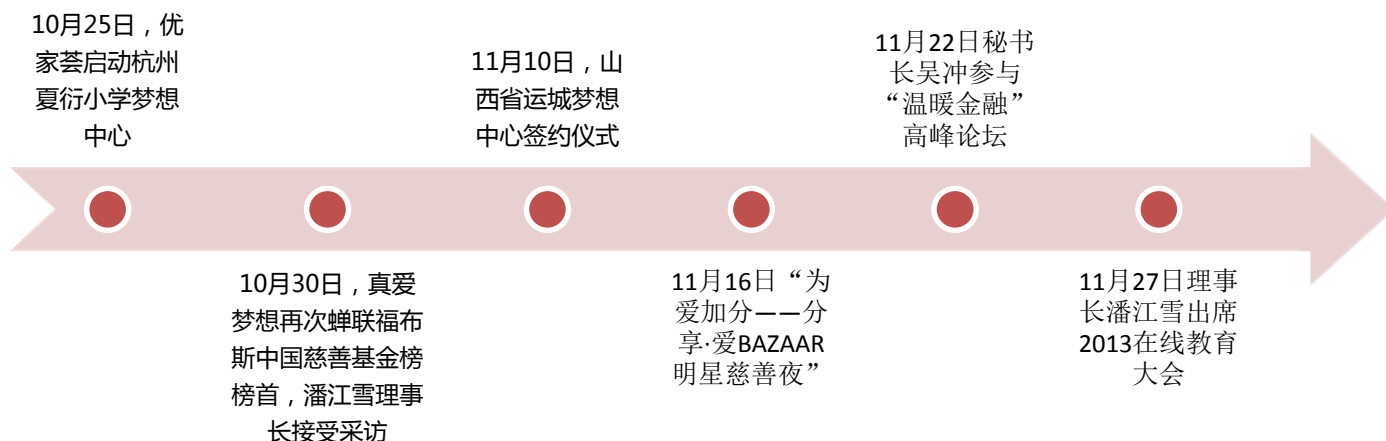 10月25日，优
家荟启动杭州
夏衍小学梦想
中心
10月30日，真爱
梦想再次蝉联福布
斯中国慈善基金榜
榜首，潘江雪理事
长接受采访
11月10日，山
西省运城梦想
中心签约仪式
11月16日“为
爱加分——分
享·爱BAZAAR
明星慈善夜”
11月22日秘书
长吴冲参与
“温暖金融”
高峰论坛
11月27日理事
长潘江雪出席
2013在线教育
大会